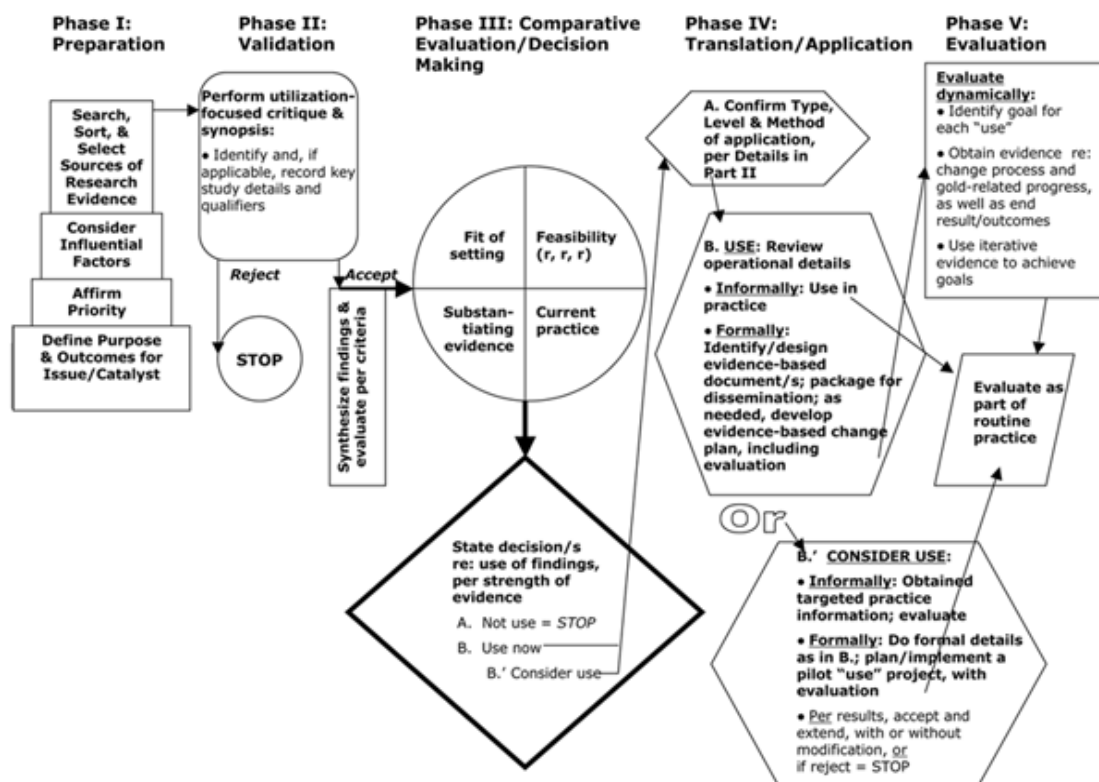 Phase I:
Preparation
Phase II:
Validation
Phase III: Comparative
Evaluation/Decision
Making
Phase IV:
Translation/Application
Phase V:
Evaluation
Search,
Sort, &
Select
Sources of
Research
Evidence
Consider
Influential
Factors
Affirm
Priority
Define Purpose
& Outcomes for
Issue/Catalyst
Perform utilization-
focused critique &
synopsis:
• Identify and, if
applicable, record key
study details and
qualifiers
Reject
Accept
STOP
Synthesize findings &
evaluate per criteria
Fit of
setting
Feasibility
(r, r, r)
Substan-
tiating
evidence
Current
practice
State decision/s
re: use of findings,
per strength of
evidence
A. Not use = STOP
B. Use now
B.' Consider use
A. Confirm Type,
Level & Method
of application,
per Details in
Part II
B. USE: Review
operational details
• Informally: Use in
practice
• Formally:
Identify/design
evidence-based
document/s; package for
dissemination; as
needed, develop
evidence-based change
plan, including
evaluation
Or
B.' CONSIDER USE:
• Informally: Obtained
targeted practice
information; evaluate
• Formally: Do formal details
as in B.; plan/implement a
pilot "use" project, with
evaluation
• Per results, accept and
extend, with or without
modification, or
if reject = STOP
Evaluate
dynamically:
• Identify goal for
each "use"
• Obtain evidence re:
change process and
gold-related progress,
as well as end
result/outcomes
• Use iterative
evidence to achieve
goals
Evaluate as
part of
routine
practice